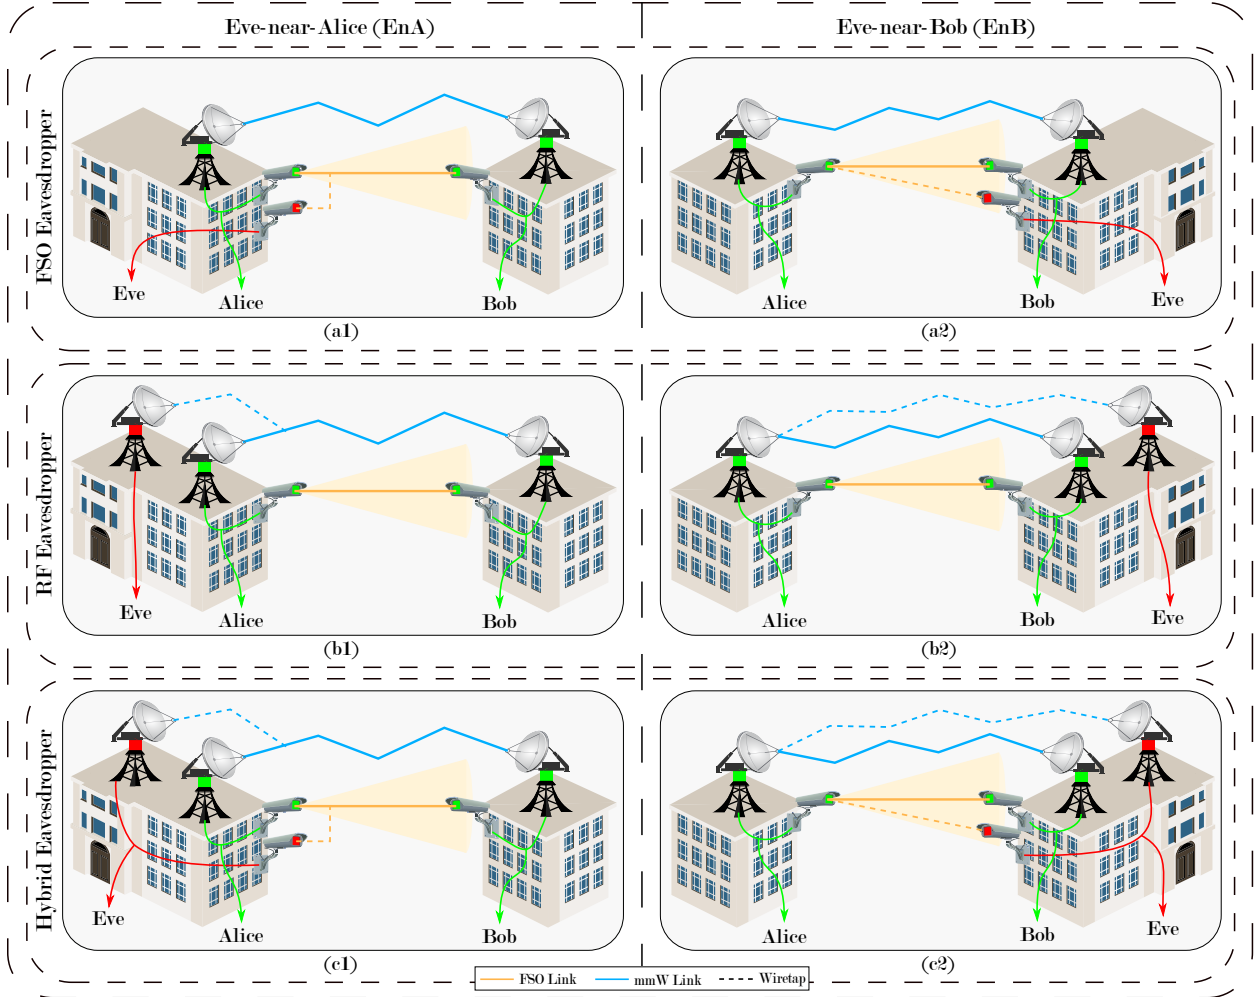 Eve-near-Alice (EnA)
Eve-near-Bob (EnB)
FSO Eavesdropper
Eve
Alice
Bob
(a1)
Alice
Bob
Eve
(a2)
RF Eavesdropper
Eve
Alice
Bob
(b1)
Alice
Bob
Eve
(b2)
Hybrid Eavesdropper
Eve
Alice
Bob
(c1)
Alice
Bob
Eve
(c2)
FSO Link
mmW Link
Wiretap